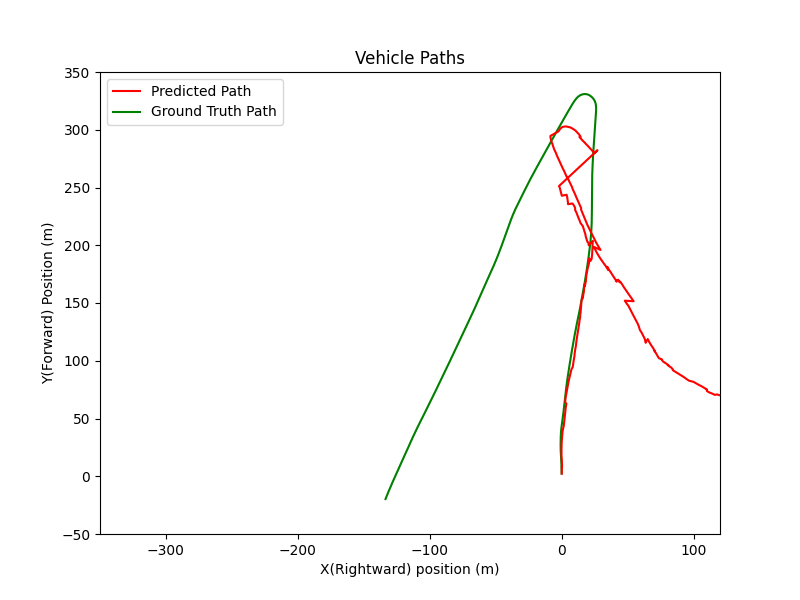 Vehicle Paths
Predicted Path
Ground Truth Path
350
300
250
200
150
100
50
0
−50
Y(Forward) Position (m)
−300
−200
−100
0
100
X(Rightward) position (m)